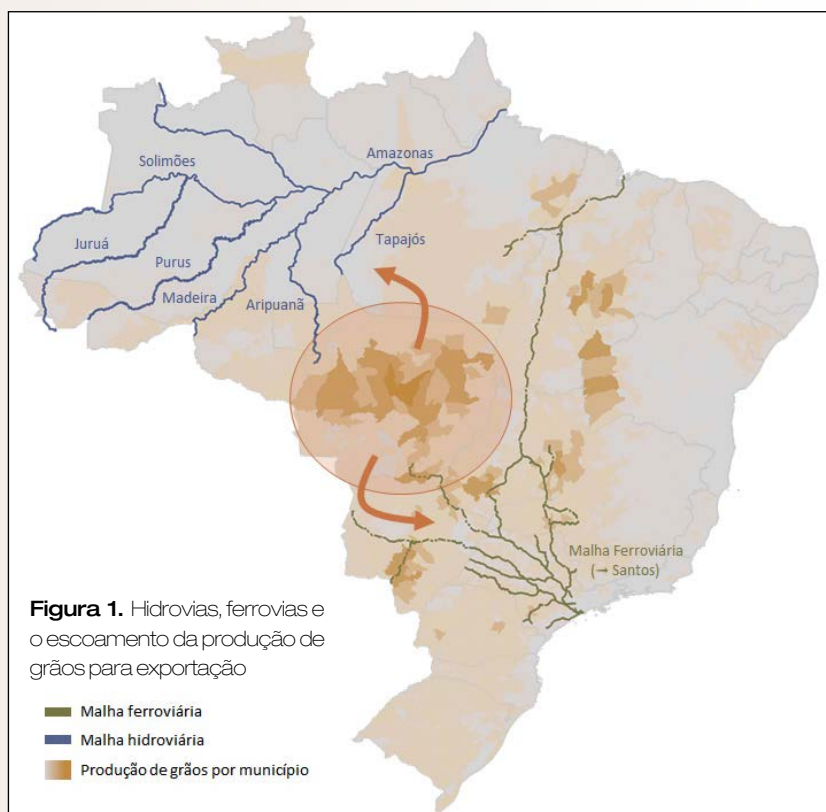 Solimões
Amazonas
Juruá
Purus
Tapajós
Madeira
Aripuanã
Malha Ferroviária
(→ Santos)
Figura 1. Hidrovias, ferrovias e
o escoamento da produção de
grãos para exportação
Malha ferroviária
Malha hidroviária
Produção de grãos por município